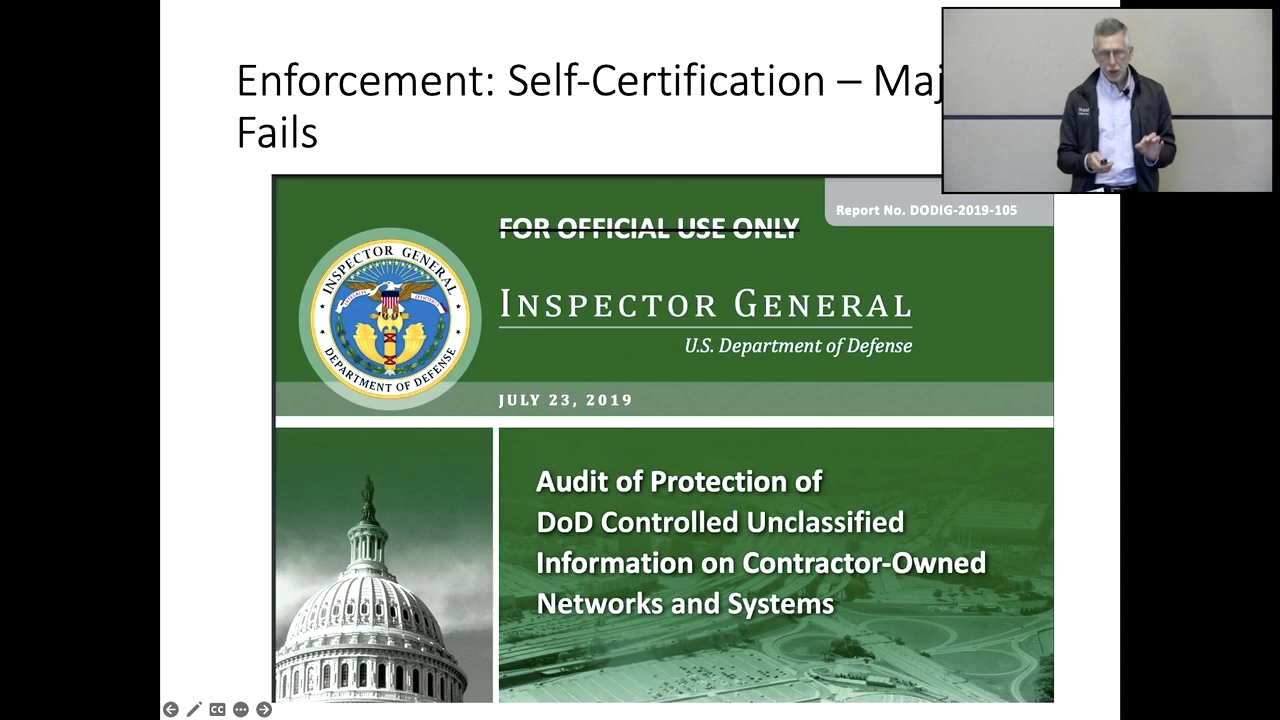 Enforcement: Self-Certification – Maj
Fails
Report No. DODIG-2019-105
FOR OFFICIAL USE ONLY
INSPECTOR GENERAL
DEPARTMENT OF DEFENSE
INSPECTOR GENERAL
U.S. Department of Defense
JULY 23, 2019
Audit of Protection of
DoD Controlled Unclassified
Information on Contractor-Owned
Networks and Systems
CC